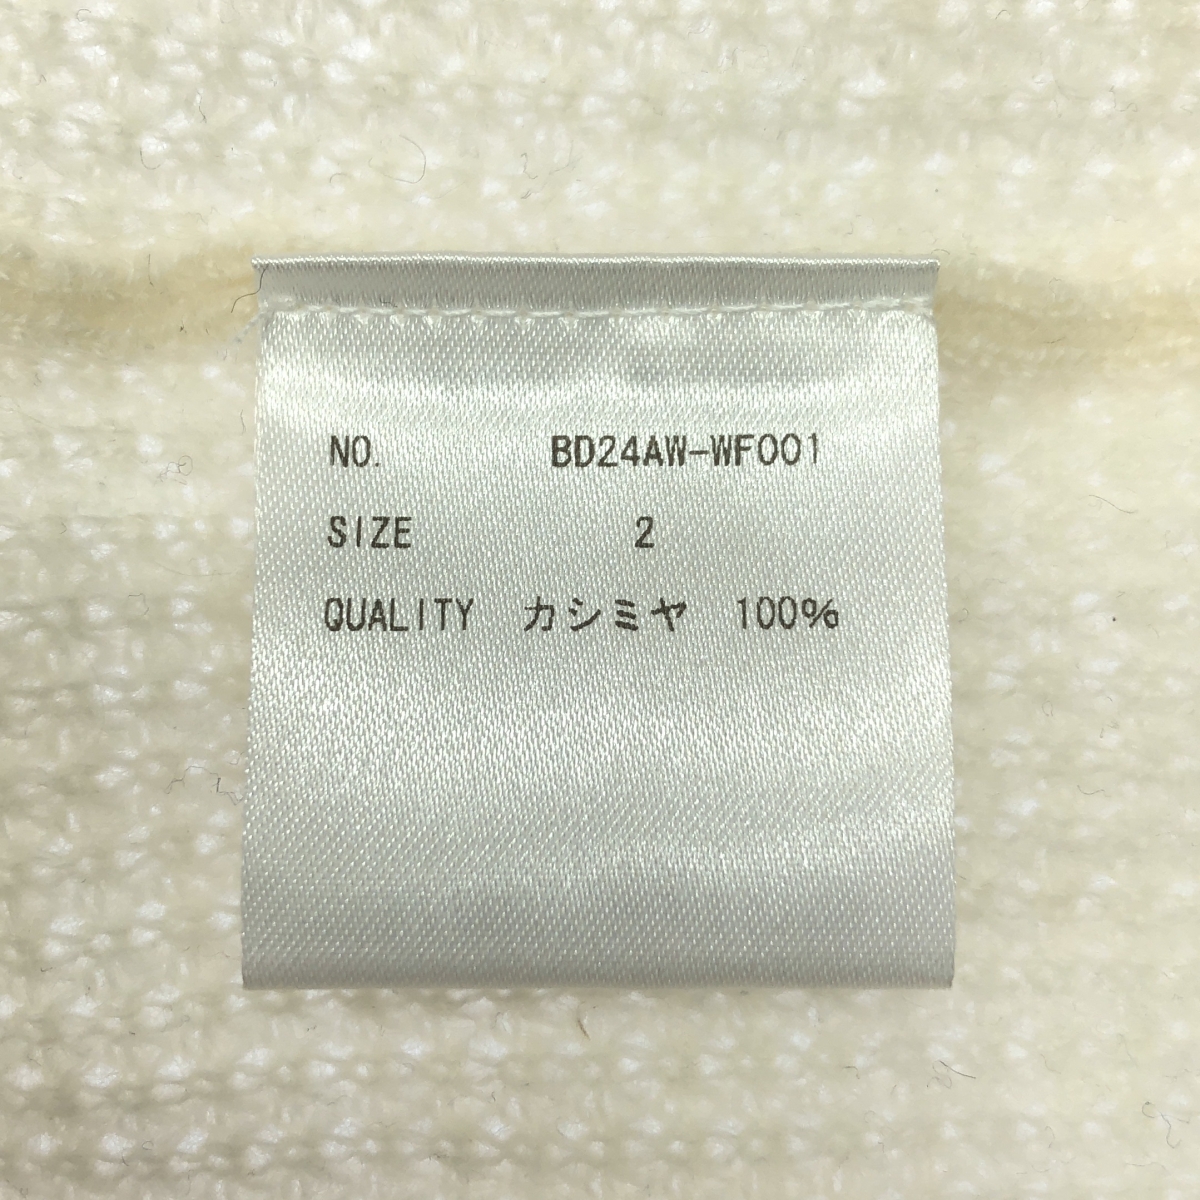 NO. BD24AW-WF001
SIZE 2
QUALITY カシミヤ 100%